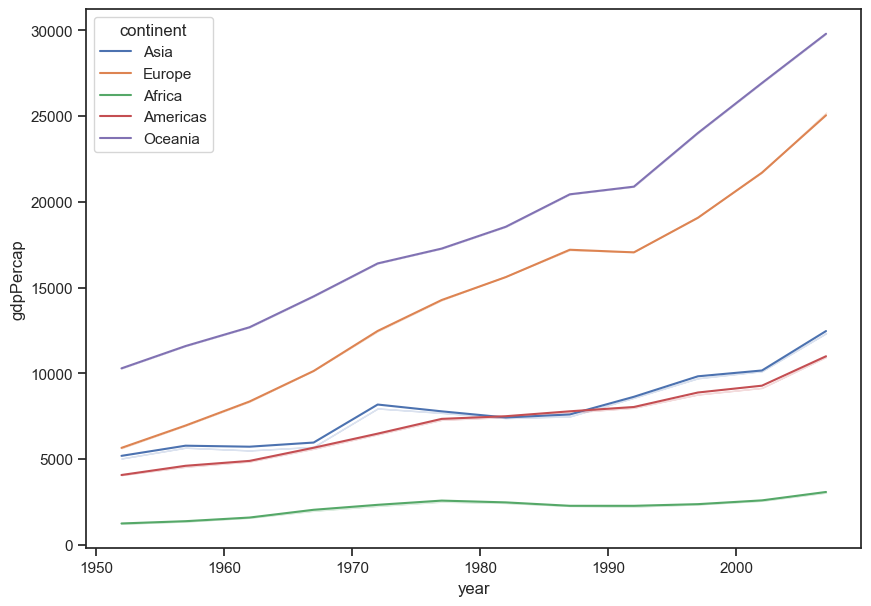 continent
Asia
Europe
Africa
Americas
Oceania
30000
25000
20000
15000
10000
5000
0
gdpPercap
1950 1960 1970 1980 1990 2000
year